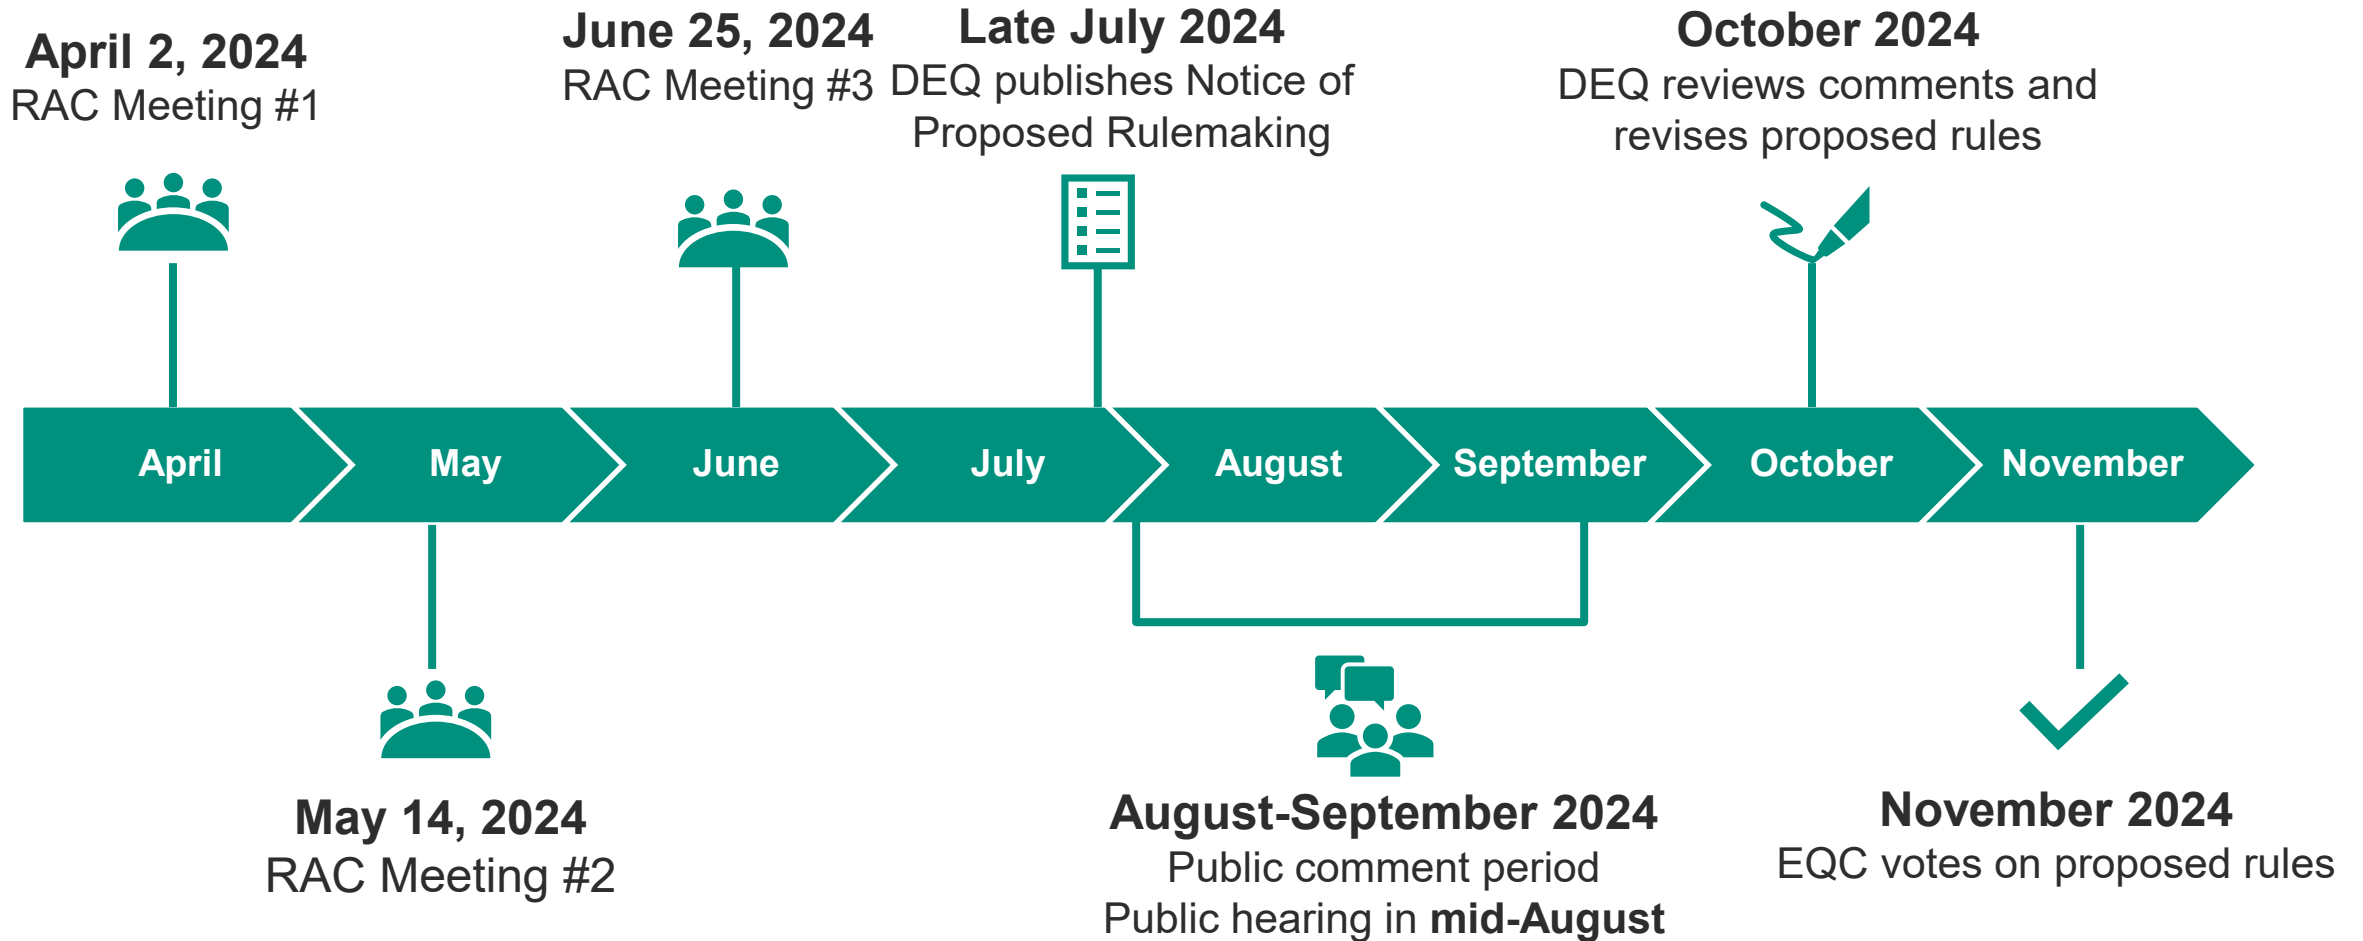 April 2, 2024
RAC Meeting #1
June 25, 2024
RAC Meeting #3
Late July 2024
DEQ publishes Notice of
Proposed Rulemaking
October 2024
DEQ reviews comments and
revises proposed rules
April
May
June
July
August
September
October
November
May 14, 2024
RAC Meeting #2
August-September 2024
Public comment period
Public hearing in mid-August
November 2024
EQC votes on proposed rules